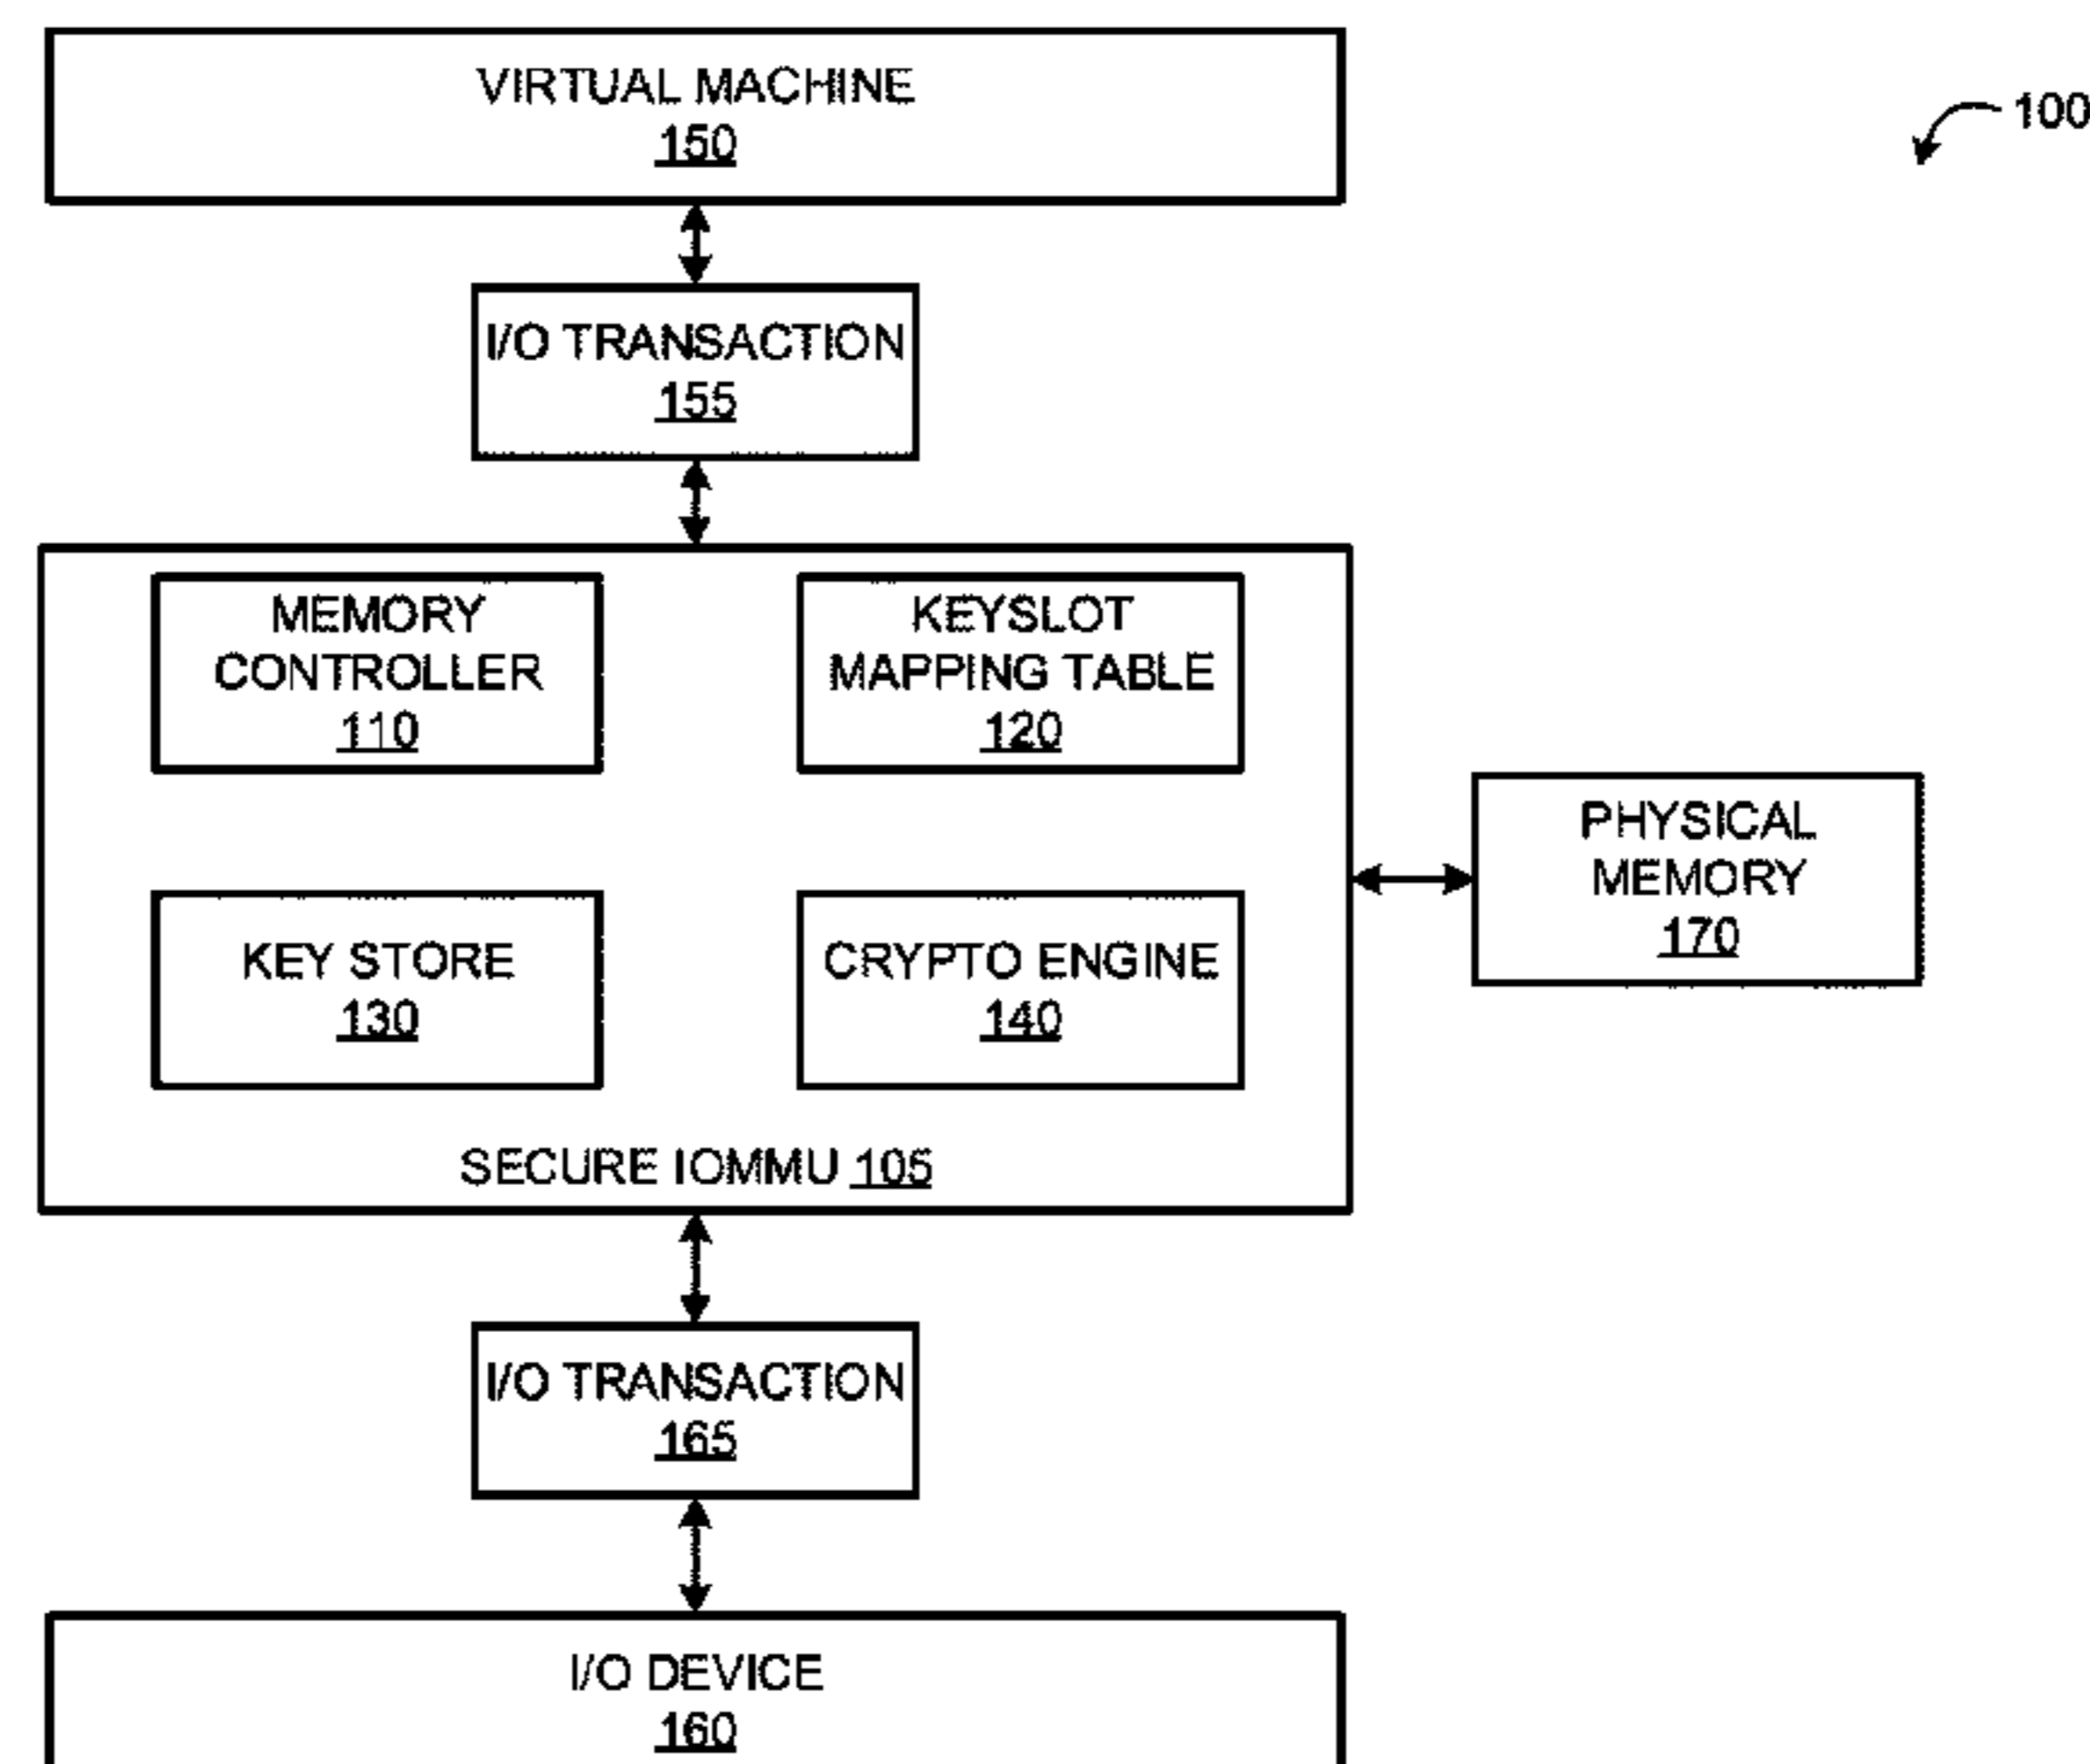 VIRTUAL MACHINE
150
100
I/O TRANSACTION
155
MEMORY
CONTROLLER
110
KEYSLOT
MAPPING TABLE
120
PHYSICAL
MEMORY
170
KEY STORE
130
CRYPTO ENGINE
140
SECURE IOMMU 105
I/O TRANSACTION
165
I/O DEVICE
160